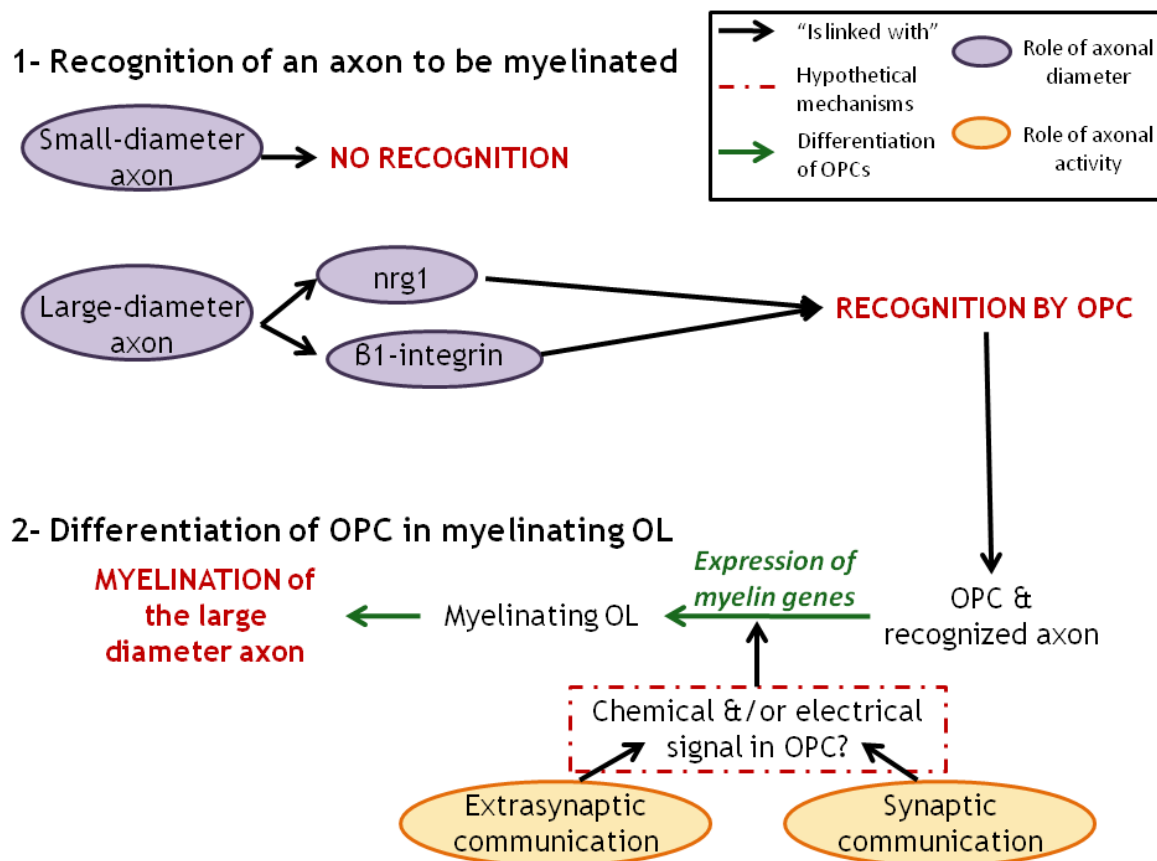 1- Recognition of an axon to be myelinated
Small-diameter
axon
NO RECOGNITION
Large-diameter
axon
nrg1
ß1-integrin
RECOGNITION BY OPC
"Is linked with"
Hypothetical
mechanisms
Differentiation
of OPCs
Role of axonal
diameter
Role of axonal
activity
2- Differentiation of OPC in myelinating OL
MYELINATION of
the large
diameter axon
Myelinating OL
Expression of
myelin genes
OPC &
recognized axon
Chemical &/or electrical
signal in OPC?
Extrasynaptic
communication
Synaptic
communication